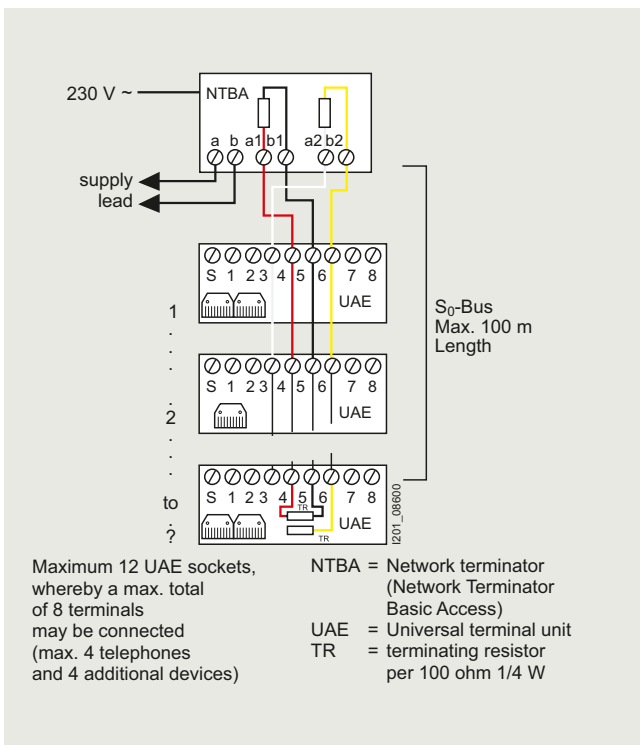 230 V ~
NTBA
a b a1 b1 a2 b2
supply
lead
S 1 2 3 4 5 6 7 8
UAE
1
.
.
.
S0-Bus
Max. 100 m
Length
S 1 2 3 4 5 6 7 8
UAE
.
2
.
.
.
S 1 2 3 4 5 6 7 8
TR
UAE
TR
to
.
?
I201_08600
Maximum 12 UAE sockets,
whereby a max. total
of 8 terminals
may be connected
(max. 4 telephones
and 4 additional devices)
NTBA = Network terminator
(Network Terminator
Basic Access)
UAE = Universal terminal unit
TR = terminating resistor
per 100 ohm 1/4 W